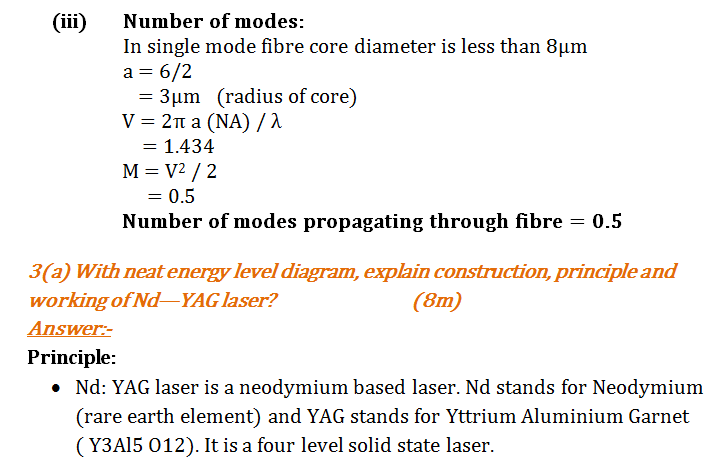 (iii) Number of modes:
In single mode fibre core diameter is less than 8μm
a = 6/2
= 3μm (radius of core)
V = 2π a (NA) / λ
= 1.434
M = V² / 2
= 0.5
Number of modes propagating through fibre = 0.5
3(a) With neat energy level diagram, explain construction, principle and
working of Nd—YAG laser? (8m)
Answer:-
Principle:
• Nd: YAG laser is a neodymium based laser. Nd stands for Neodymium
(rare earth element) and YAG stands for Yttrium Aluminium Garnet
( Y3Al5 O12). It is a four level solid state laser.